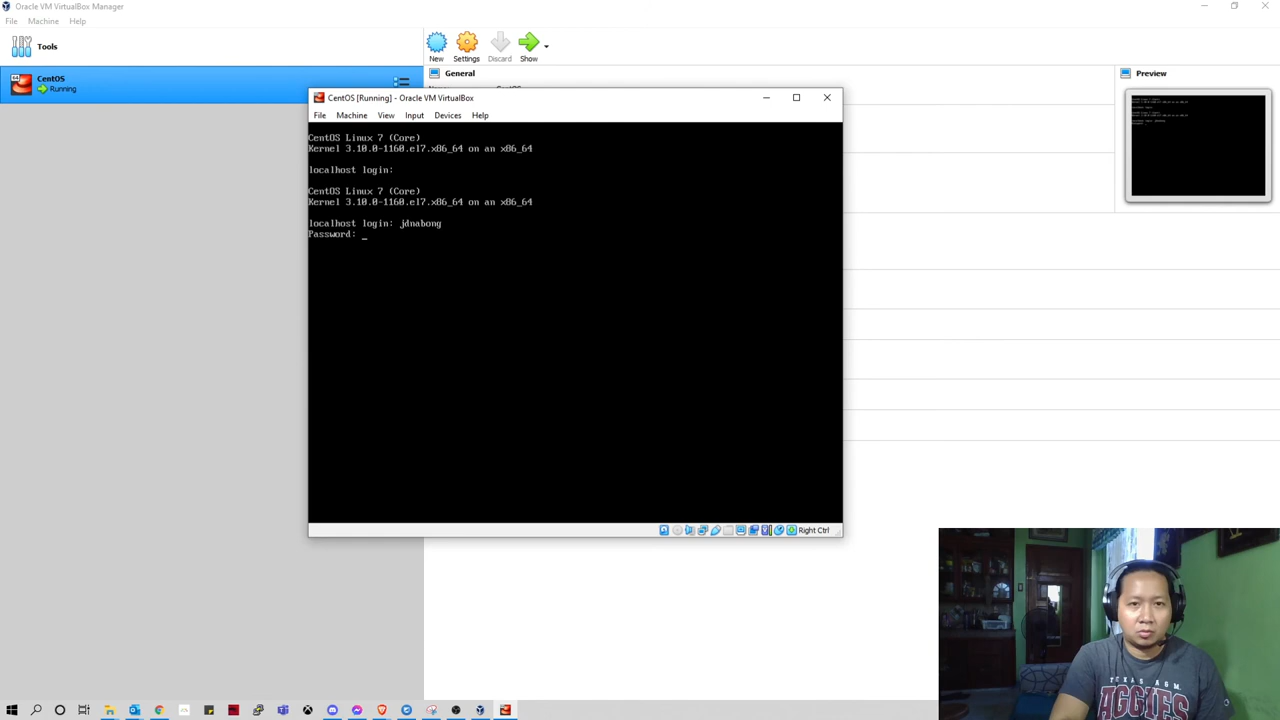 Oracle VM VirtualBox Manager
File Machine Help
Tools
New Settings Discard Show
CentOS
Running
General
Preview
CentOS [Running] - Oracle VM VirtualBox
File Machine View Input Devices Help
CentOS Linux 7 (Core)
Kernel 3.10.0-1160.el7.x86_64 on an x86_64
localhost login:
CentOS Linux 7 (Core)
Kernel 3.10.0-1160.el7.x86_64 on an x86_64
localhost login: jdnabong
Password: _
Right Ctrl
TEXAS A&M
AGGIES